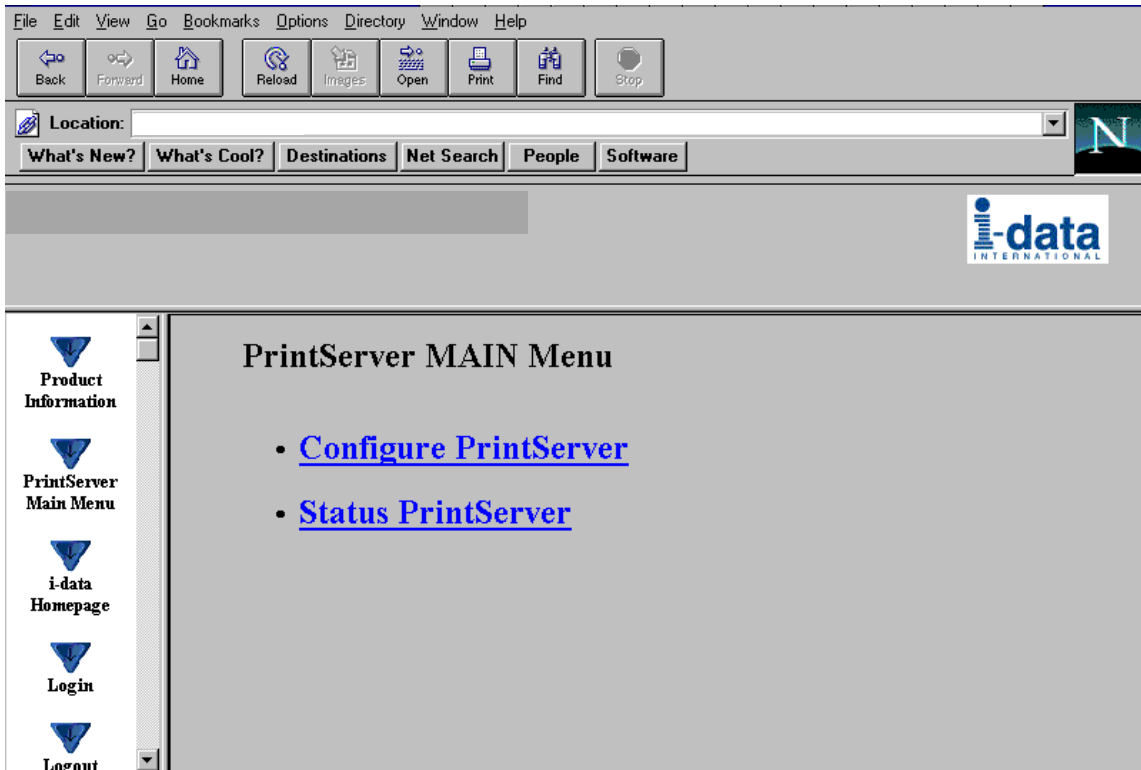 File Edit View Go Bookmarks Options Directory Window Help
Back Forward Home Reload Images Open Print Find Stop
Location:
N
What's New? What's Cool? Destinations Net Search People Software
i-data
INTERNATIONAL
Product
Information
PrintServer
Main Menu
i-data
Homepage
Login
Logout
PrintServer MAIN Menu
• Configure PrintServer
• Status PrintServer